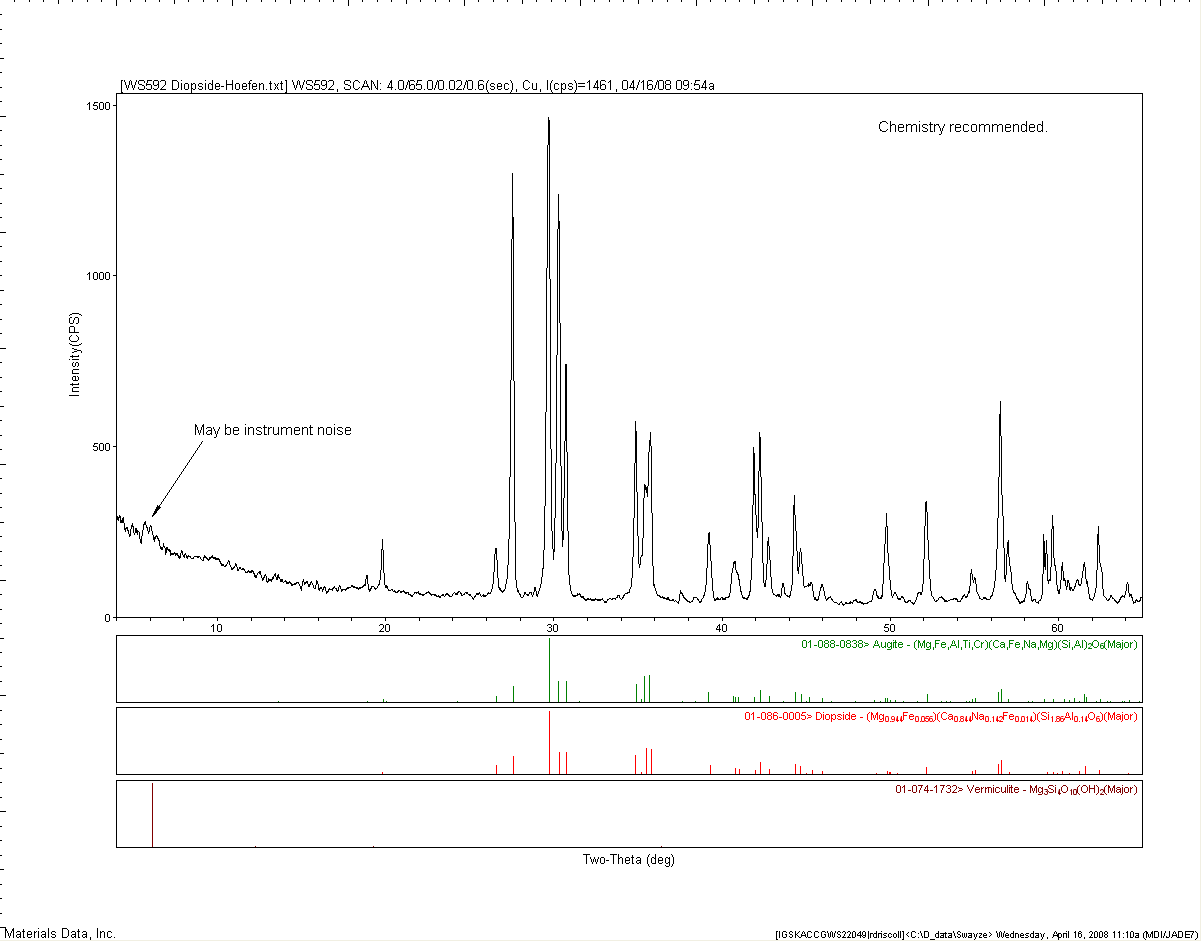 [WS592 Diopside-Hoefen.txt] WS592, SCAN: 4.0/65.0/0.02/0.6(sec), Cu, I(cps)=1461, 04/16/08 09:54a
1500
Chemistry recommended.
1000
Intensity(CPS)
May be instrument noise
500
0
10 20 30 40 50 60
01-088-0838> Augite - (Mg,Fe,Al,Ti,Cr)(Ca,Fe,Na,Mg)(Si,Al)₂O₆(Major)
01-086-0005> Diopside - (Mg₀.₉₄₄Fe₀.₀₅₆)(Ca₀.₈₄₄Na₀.₁₄₂Fe₀.₀₁₄)(Si₁.₈₆Al₀.₁₄O₆)(Major)
01-074-1732> Vermiculite - Mg₃Si₄O₁₀(OH)₂(Major)
Two-Theta (deg)
Materials Data, Inc.
[IGSKACCGWS22049|rdriscoll]<C:\D_data\Swayze> Wednesday, April 16, 2008 11:10a (MDI/JADE7)